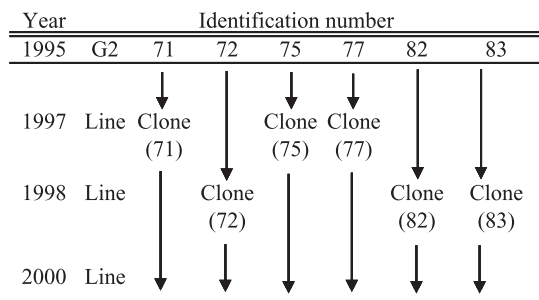 Year Identification number
1995 G2 71 72 75 77 82 83
1997 Line Clone Clone Clone
(71) (75) (77)
1998 Line Clone Clone Clone
(72) (82) (83)
2000 Line